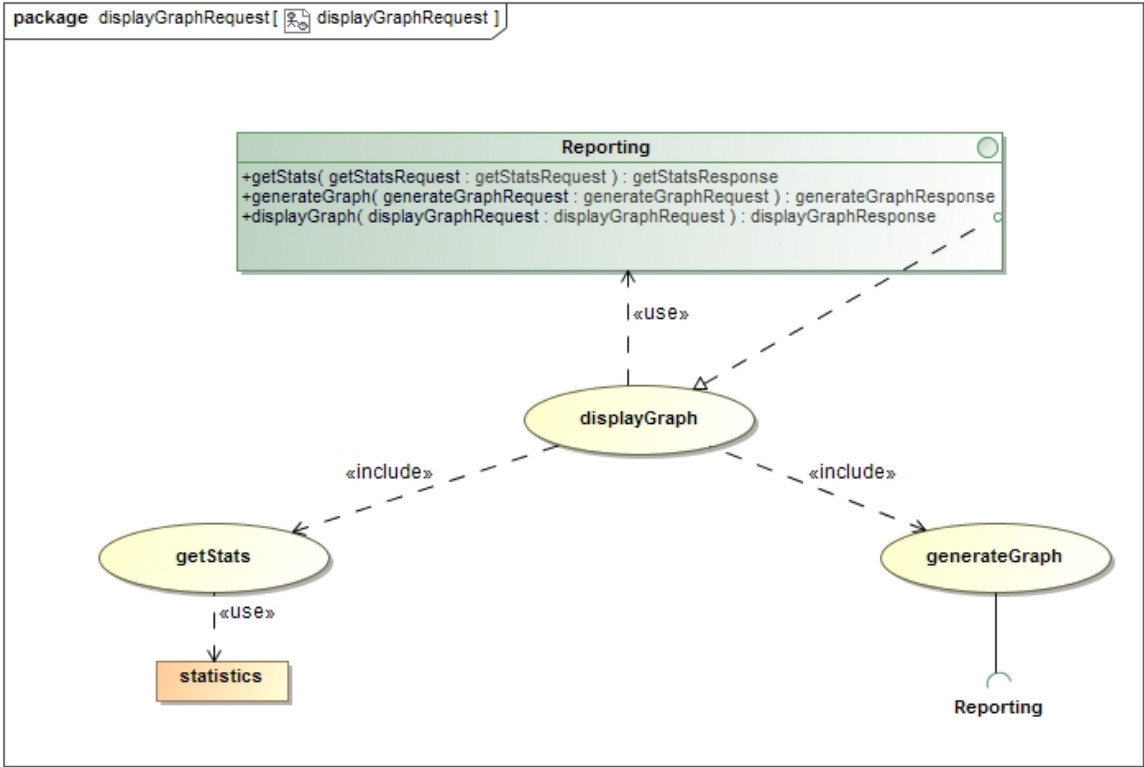 package displayGraphRequest [ displayGraphRequest ]
Reporting
+getStats( getStatsRequest : getStatsRequest ) : getStatsResponse
+generateGraph( generateGraphRequest : generateGraphRequest ) : generateGraphResponse
+displayGraph( displayGraphRequest : displayGraphRequest ) : displayGraphResponse
«use»
displayGraph
«include»
«include»
getStats
generateGraph
«use»
statistics
Reporting